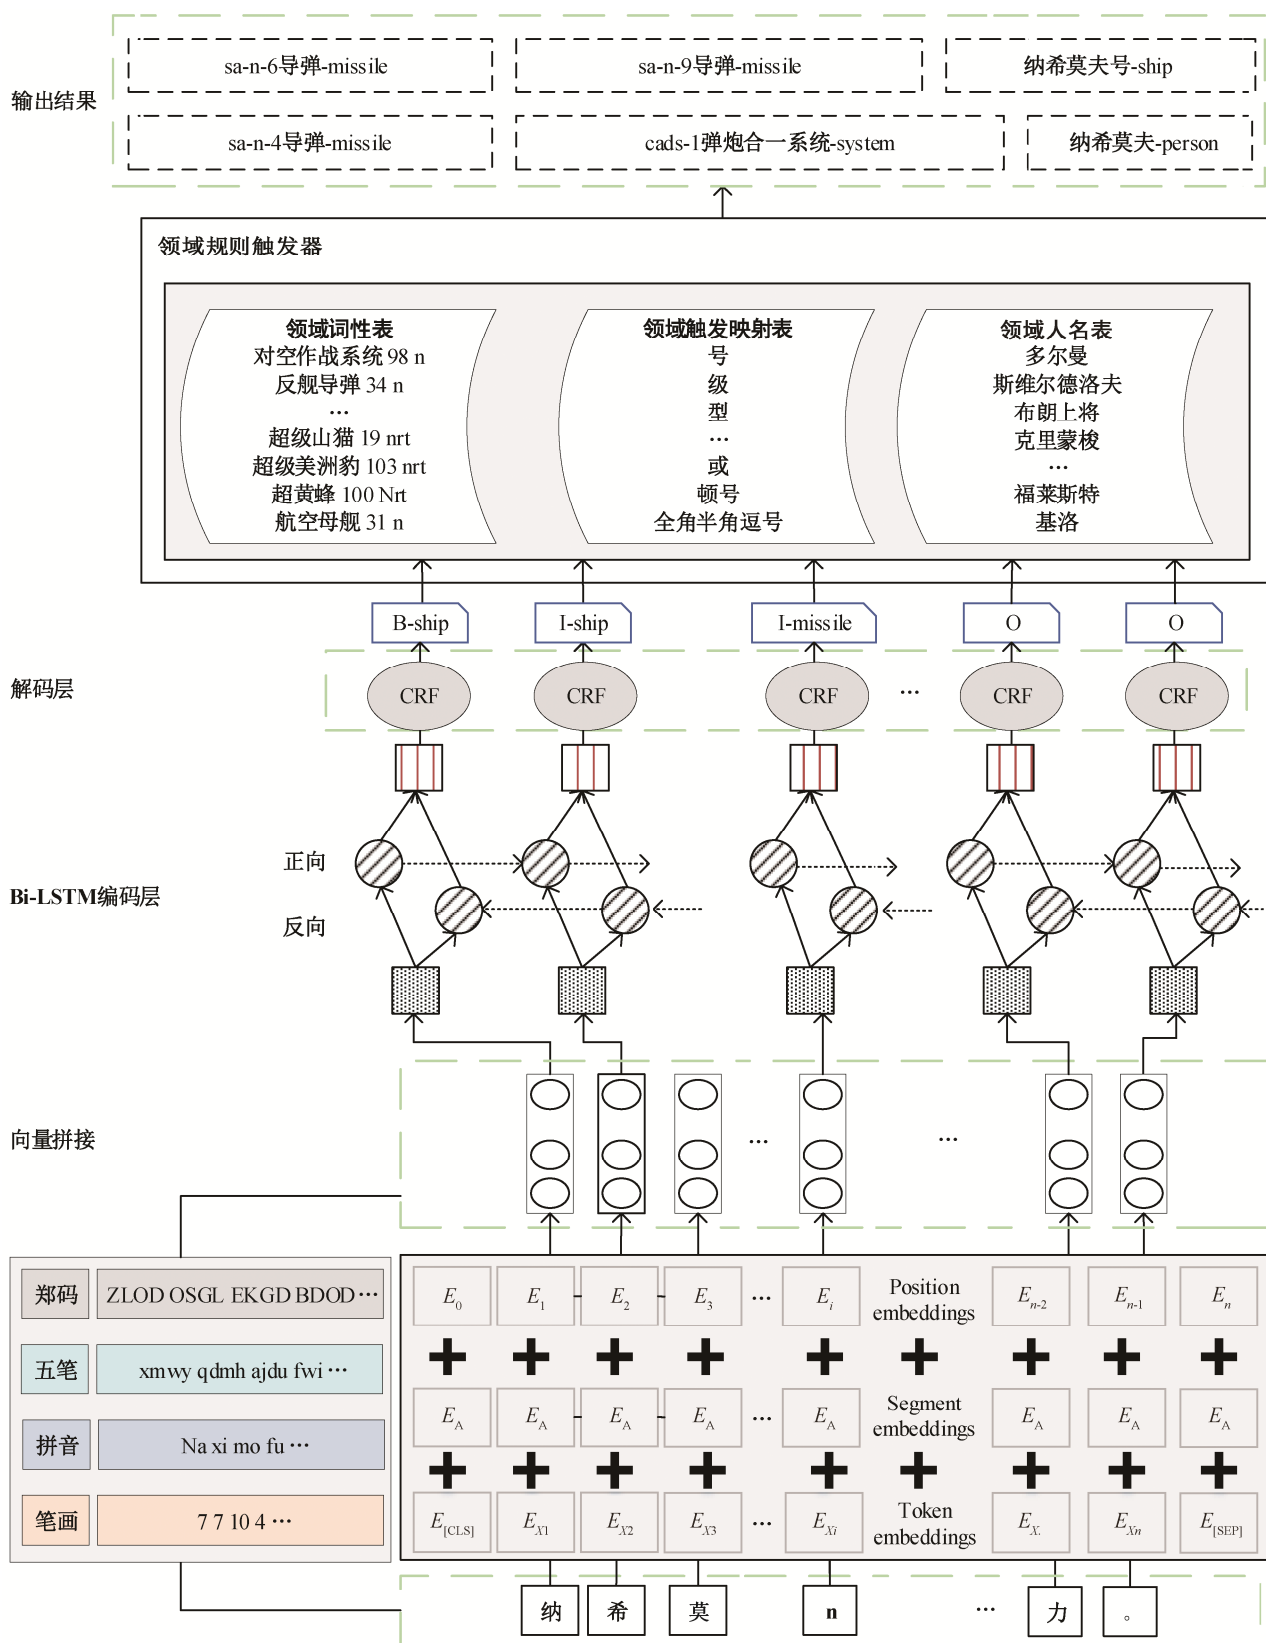 sa-n-6导弹-missile
sa-n-9导弹-missile
纳希莫夫号-ship
输出结果
sa-n-4导弹-missile
cads-1弹炮合一系统-system
纳希莫夫-person
领域规则触发器
领域词性表
对空作战系统 98 n
反舰导弹 34 n
…
超级山猫 19 nrt
超级美洲豹 103 nrt
超黄蜂 100 Nrt
航空母舰 31 n
领域触发映射表
号
级
型
…
或
顿号
全角半角逗号
领域人名表
多尔曼
斯维尔德洛夫
布朗上将
克里蒙梭
…
福莱斯特
基洛
B-ship
I-ship
I-missile
O
O
解码层
CRF
CRF
CRF
…
CRF
CRF
正向
Bi-LSTM编码层
反向
向量拼接
…
…
郑码
ZLOD OSGL EKGD BDOD…
五笔
xmwy qdmh ajdu fwi…
拼音
Na xi mo fu…
笔画
7 7 10 4…
E0
E1
E2
E3
…
Ei
Position
embeddings
En-2
En-1
En
EA
EA
EA
EA
…
EA
Segment
embeddings
EA
EA
EA
E[CLS]
EX1
EX2
EX3
…
EXi
Token
embeddings
EX.
EXn
E[SEP]
纳
希
莫
n
…
力
。